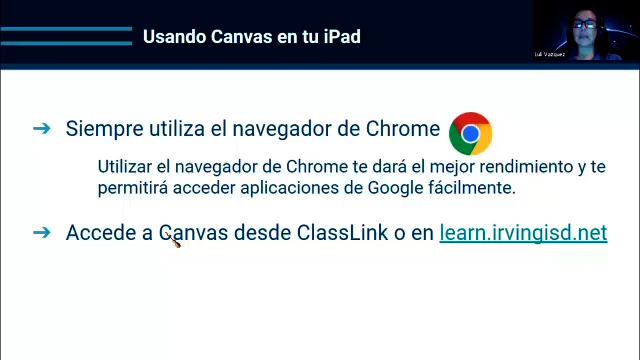 Usando Canvas en tu iPad
Luli Vazquez
➔ Siempre utiliza el navegador de Chrome
Utilizar el navegador de Chrome te dará el mejor rendimiento y te
permitirá acceder aplicaciones de Google fácilmente.
➔ Accede a Canvas desde ClassLink o en learn.irvingisd.net